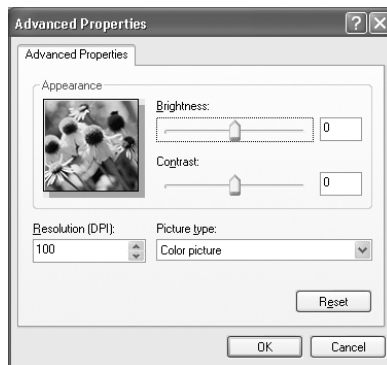 Advanced Properties
Advanced Properties
Appearance
Brightness:
0
Contrast:
0
Resolution (DPI):
100
Picture type:
Color picture
Reset
OK
Cancel